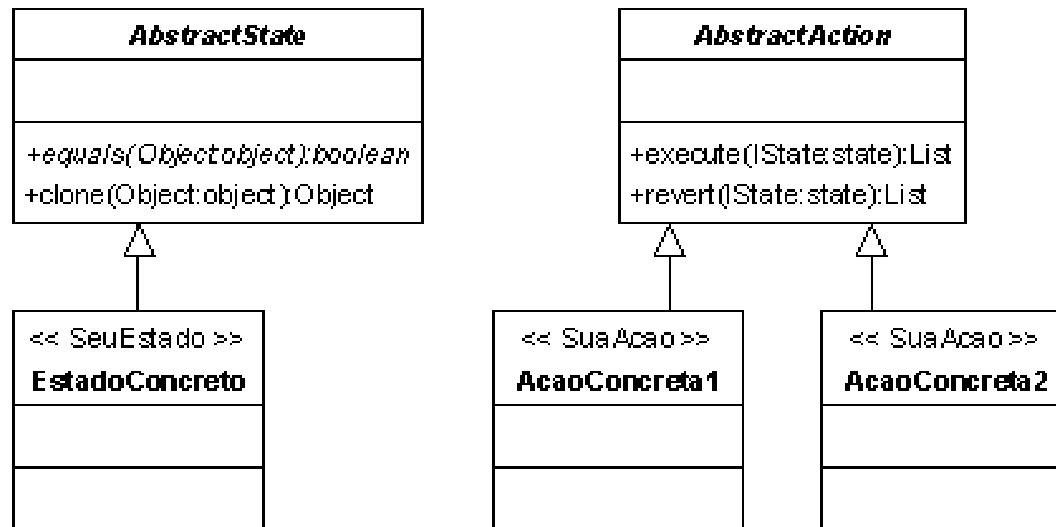 AbstractState
+equals(Object:object):boolean
+clone(Object:object):Object
<< SeuEstado >>
EstadoConcreto
AbstractAction
+execute(IState:state):List
+revert(IState:state):List
<< SuaAcao >>
AcaoConcreta1
<< SuaAcao >>
AcaoConcreta2